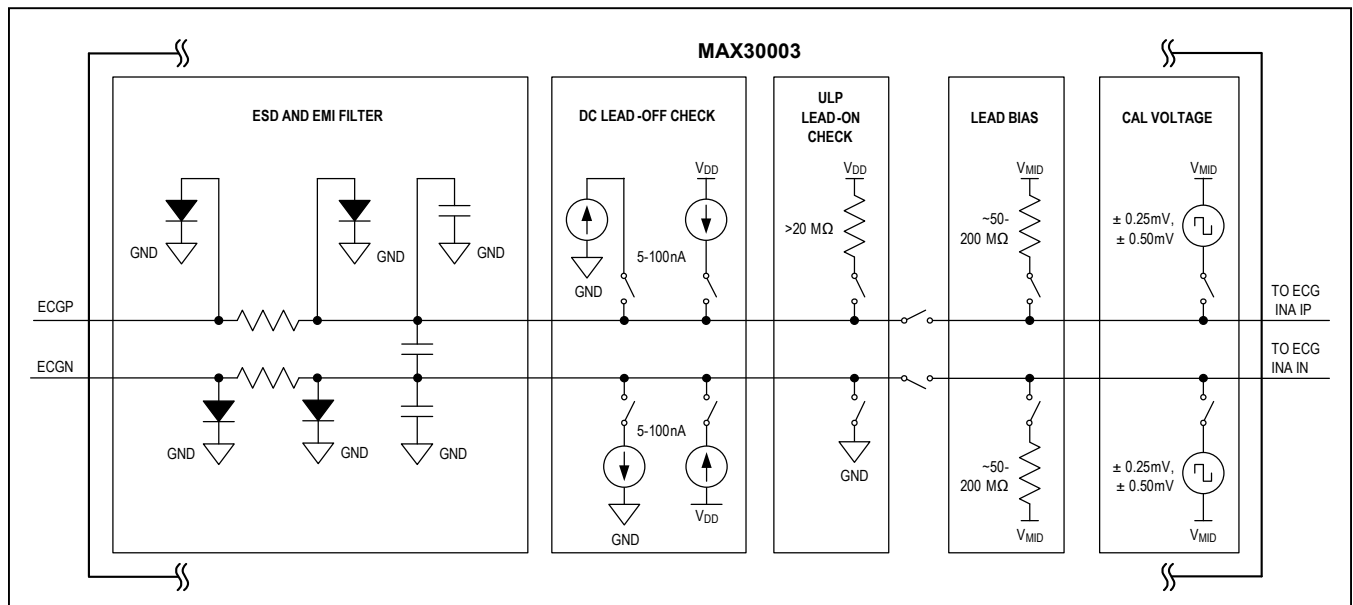 MAX30003
ESD AND EMI FILTER
DC LEAD-OFF CHECK
ULP
LEAD-ON
CHECK
LEAD BIAS
CAL VOLTAGE
GND
GND
GND
GND
VDD
5-100nA
VDD
>20 MΩ
VMID
~50-
200 MΩ
VMID
± 0.25mV,
± 0.50mV
ECGP
TO ECG
INA IP
ECGN
TO ECG
INA IN
GND
GND
GND
5-100nA
GND
VDD
GND
~50-
200 MΩ
VMID
± 0.25mV,
± 0.50mV
VMID